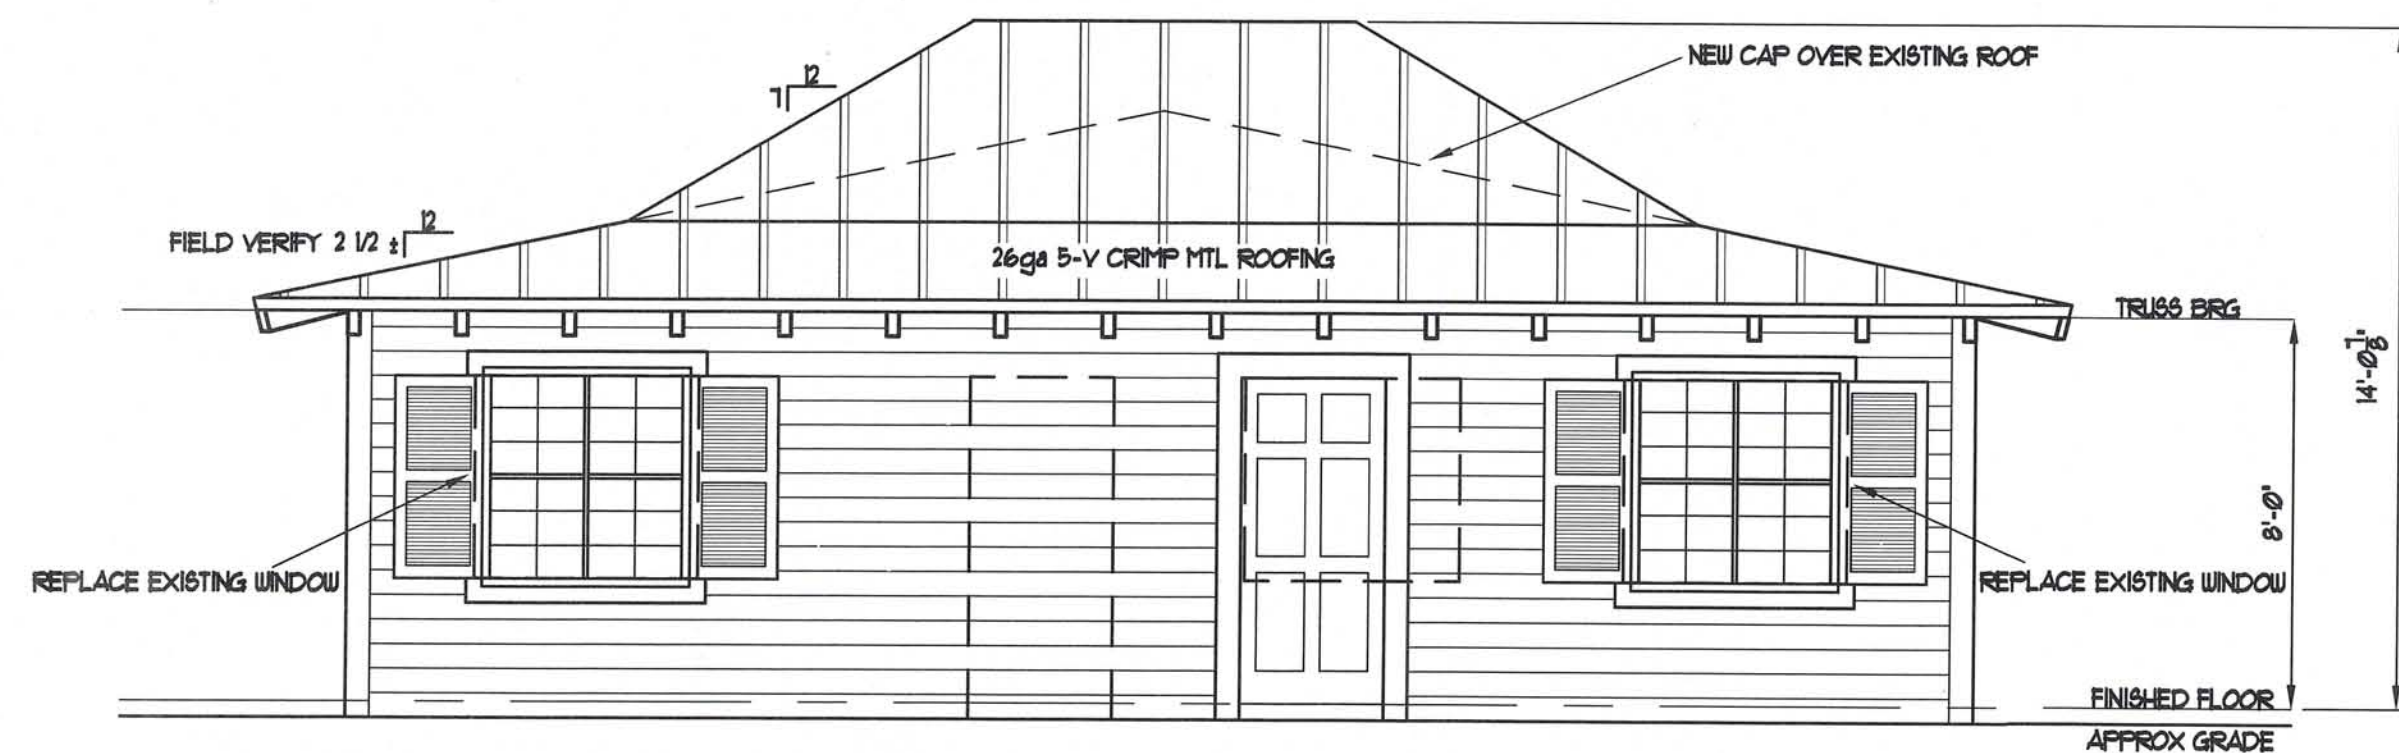 NEW CAP OVER EXISTING ROOF
12
7
12
FIELD VERIFY 2 1/2 ±
26ga 5-V CRIMP MTL ROOFING
TRUSS BRG
14'-0 7/8"
8'-0"
REPLACE EXISTING WINDOW
REPLACE EXISTING WINDOW
FINISHED FLOOR
APPROX GRADE